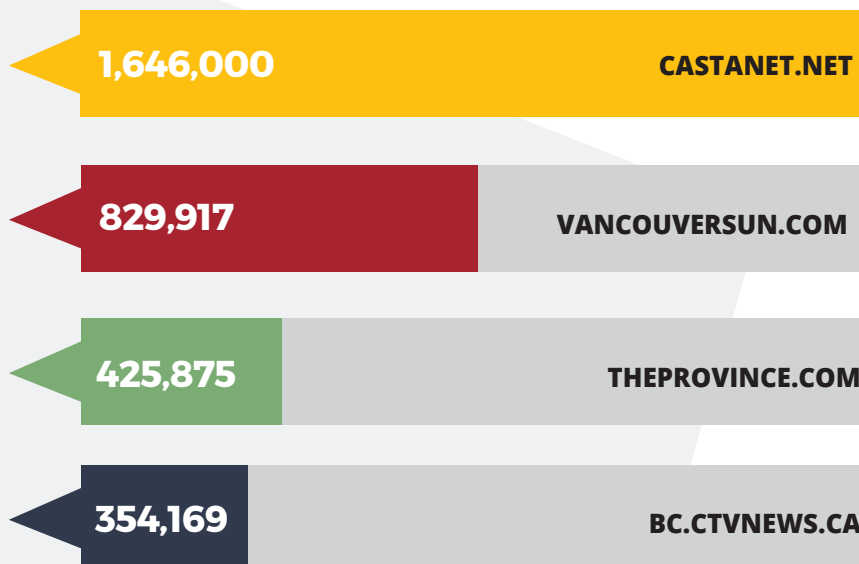 1,646,000 CASTANET.NET
829,917 VANCOUVERSUN.COM
425,875 THEPROVINCE.COM
354,169 BC.CTVNEWS.CA